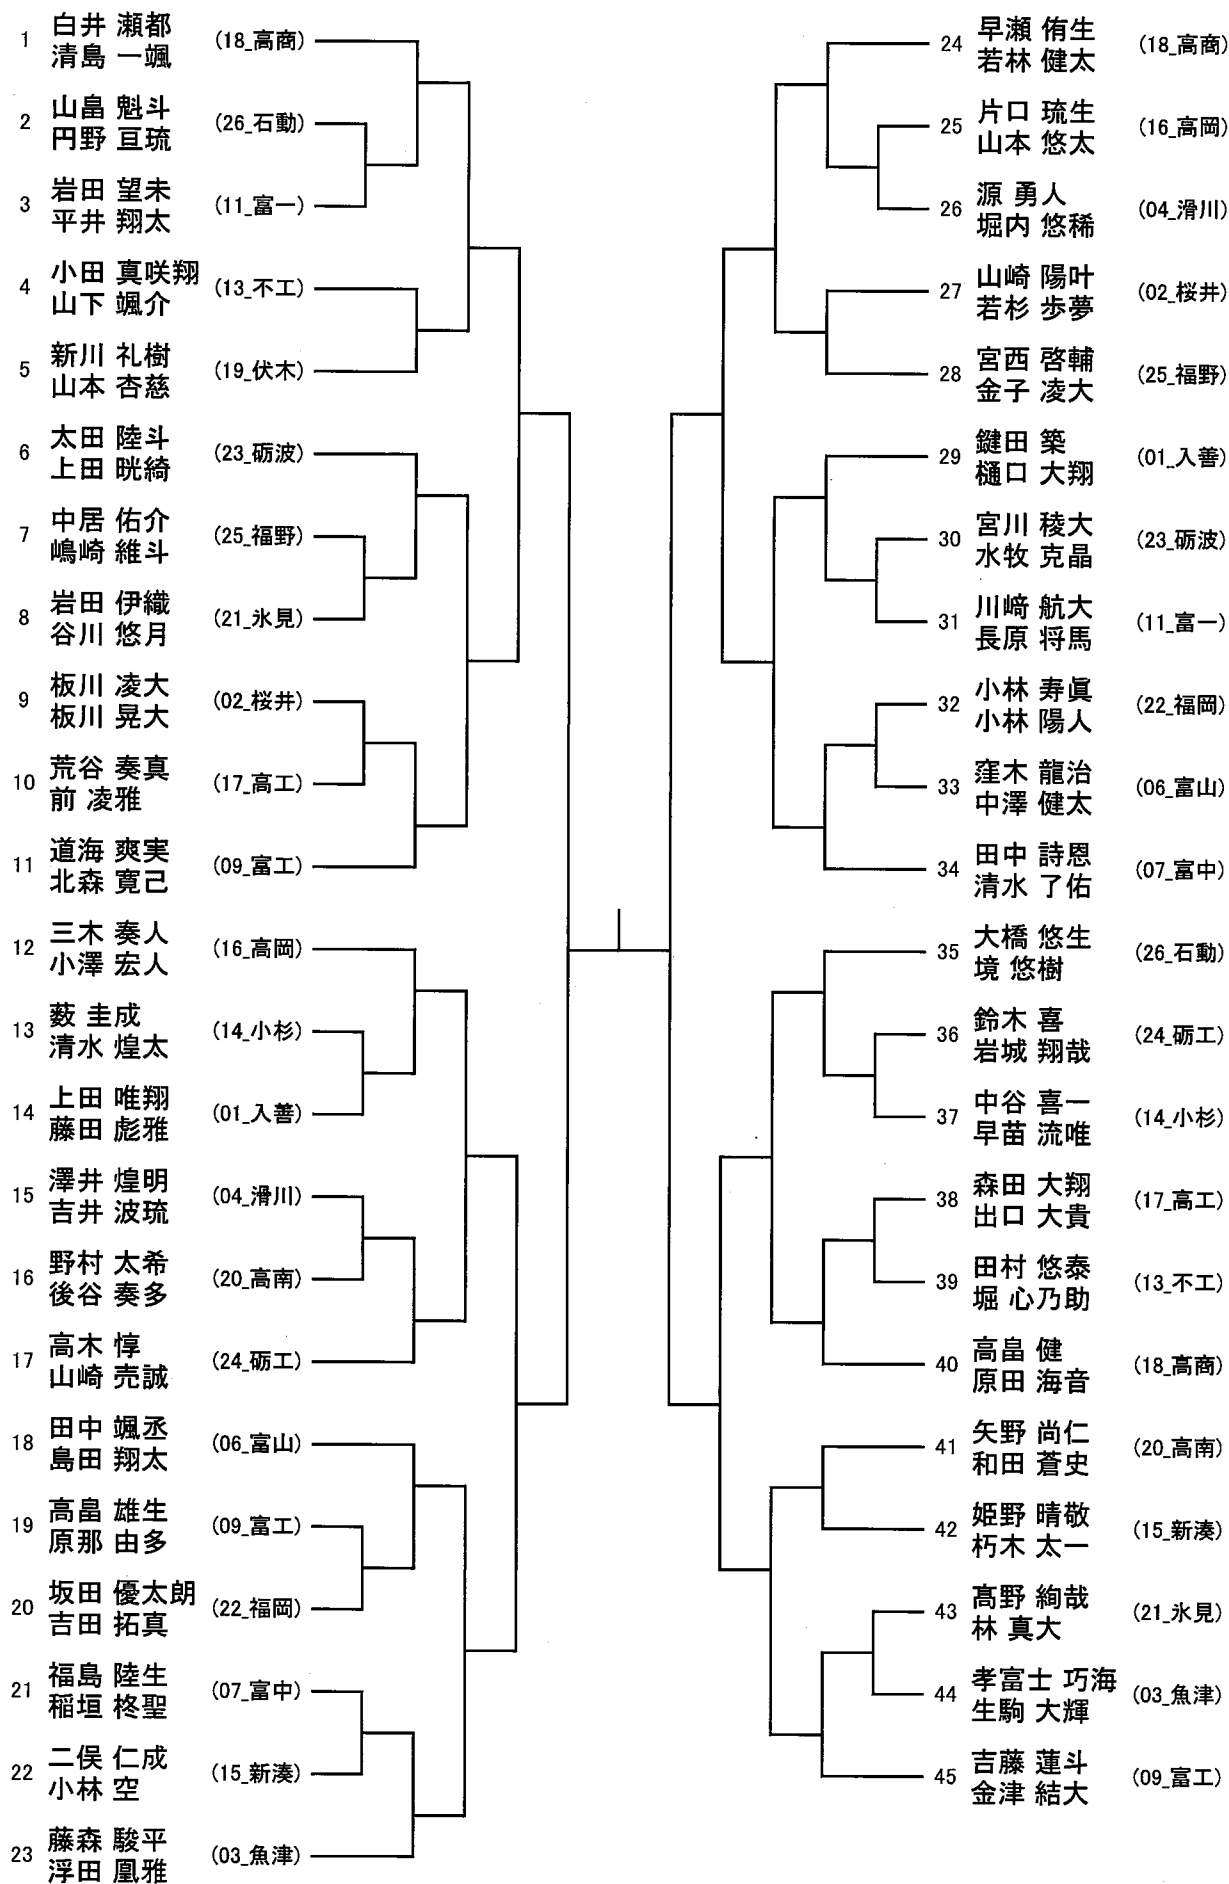 1 白井 瀬都 (18_高商)
清島 一颯
2 山畠 魁斗 (26_石動)
円野 亘琉
3 岩田 望未 (11_富一)
平井 翔太
4 小田 真咲翔 (13_不工)
山下 颯介
5 新川 礼樹 (19_伏木)
山本 杏慈
6 太田 陸斗 (23_砺波)
上田 晄綺
7 中居 佑介 (25_福野)
嶋崎 維斗
8 岩田 伊織 (21_氷見)
谷川 悠月
9 板川 凌大 (02_桜井)
板川 晃大
10 荒谷 奏真 (17_高工)
前 凌雅
11 道海 爽実 (09_富工)
北森 寛己
12 三木 奏人 (16_高岡)
小澤 宏人
13 薮 圭成 (14_小杉)
清水 煌太
14 上田 唯翔 (01_入善)
藤田 彪雅
15 澤井 煌明 (04_滑川)
吉井 波琉
16 野村 太希 (20_高南)
後谷 奏多
17 高木 惇 (24_砺工)
山崎 売誠
18 田中 颯丞 (06_富山)
島田 翔太
19 高畠 雄生 (09_富工)
原那 由多
20 坂田 優太朗 (22_福岡)
吉田 拓真
21 福島 陸生 (07_富中)
稲垣 柊聖
22 二俣 仁成 (15_新湊)
小林 空
23 藤森 駿平 (03_魚津)
浮田 凰雅
24 早瀬 侑生 (18_高商)
若林 健太
25 片口 琉生 (16_高岡)
山本 悠太
26 源 勇人 (04_滑川)
堀内 悠稀
27 山崎 陽叶 (02_桜井)
若杉 歩夢
28 宮西 啓輔 (25_福野)
金子 凌大
29 鍵田 築 (01_入善)
樋口 大翔
30 宮川 稜大 (23_砺波)
水牧 克晶
31 川﨑 航大 (11_富一)
長原 将馬
32 小林 寿眞 (22_福岡)
小林 陽人
33 窪木 龍治 (06_富山)
中澤 健太
34 田中 詩恩 (07_富中)
清水 了佑
35 大橋 悠生 (26_石動)
境 悠樹
36 鈴木 喜 (24_砺工)
岩城 翔哉
37 中谷 喜一 (14_小杉)
早苗 流唯
38 森田 大翔 (17_高工)
出口 大貴
39 田村 悠泰 (13_不工)
堀 心乃助
40 高畠 健 (18_高商)
原田 海音
41 矢野 尚仁 (20_高南)
和田 蒼史
42 姫野 晴敬 (15_新湊)
朽木 太一
43 髙野 絢哉 (21_氷見)
林 真大
44 孝富士 巧海 (03_魚津)
生駒 大輝
45 吉藤 蓮斗 (09_富工)
金津 結大